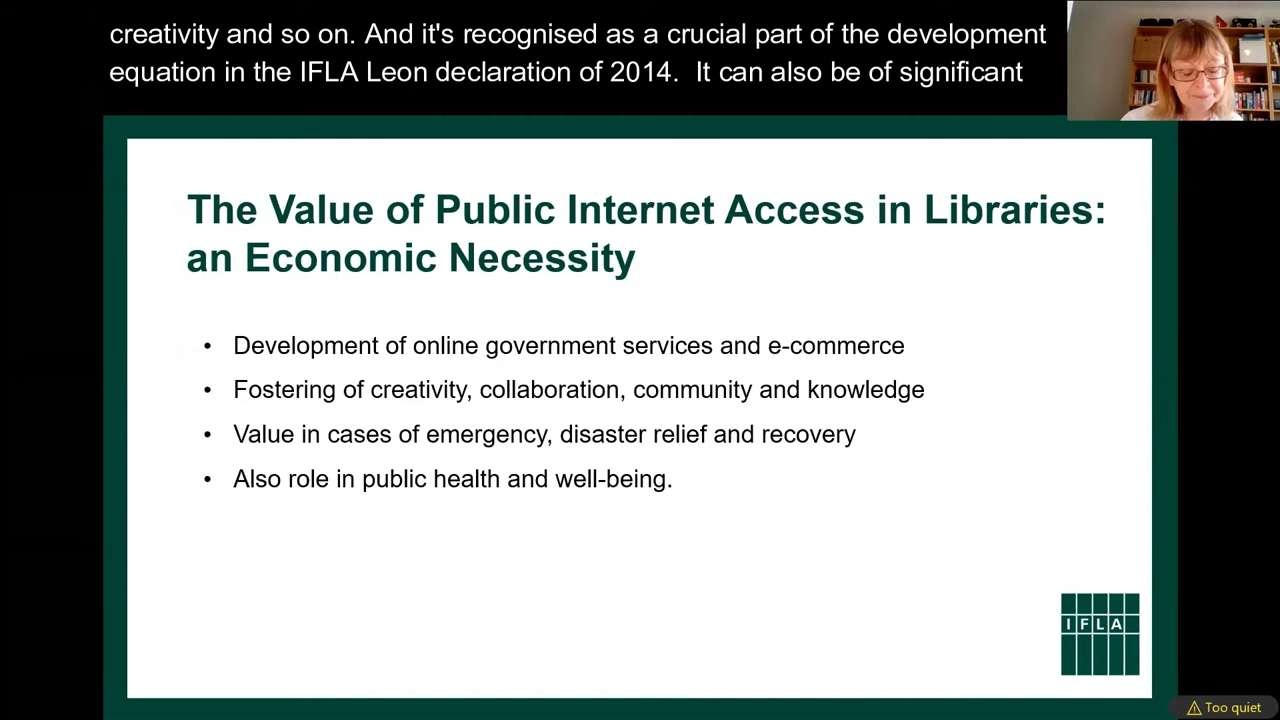 creativity and so on. And it's recognised as a crucial part of the development
equation in the IFLA Leon declaration of 2014.  It can also be of significant
The Value of Public Internet Access in Libraries:
an Economic Necessity
• Development of online government services and e-commerce
• Fostering of creativity, collaboration, community and knowledge
• Value in cases of emergency, disaster relief and recovery
• Also role in public health and well-being.
IFLA
Too quiet